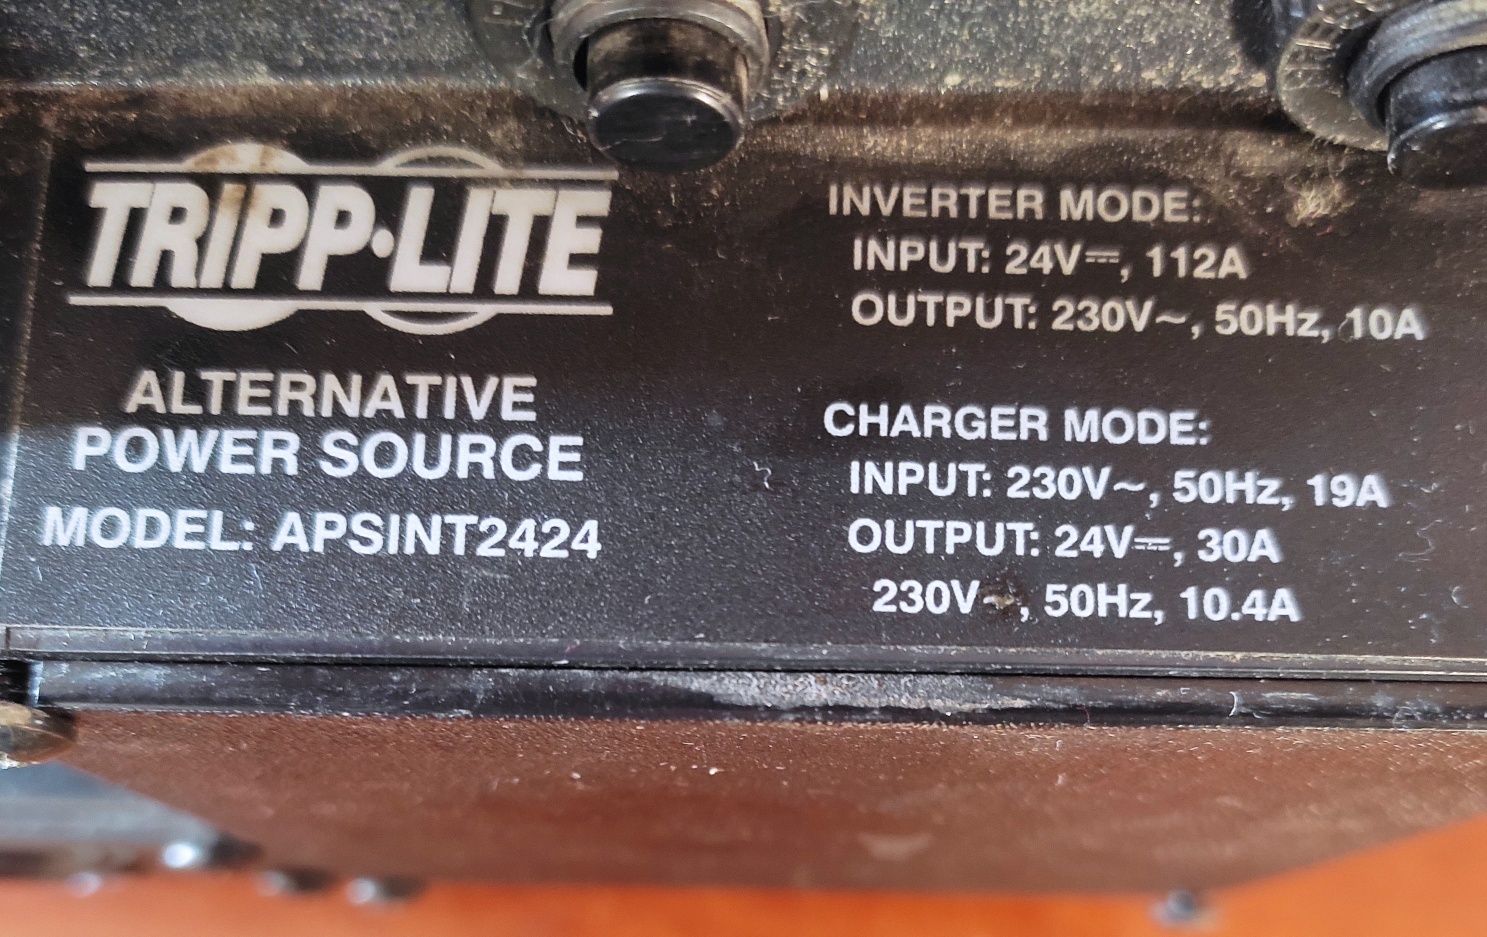 TRIPP·LITE
ALTERNATIVE
POWER SOURCE
MODEL: APSINT2424
INVERTER MODE:
INPUT: 24V⎓, 112A
OUTPUT: 230V~, 50Hz, 10A
CHARGER MODE:
INPUT: 230V~, 50Hz, 19A
OUTPUT: 24V⎓, 30A
230V~, 50Hz, 10.4A